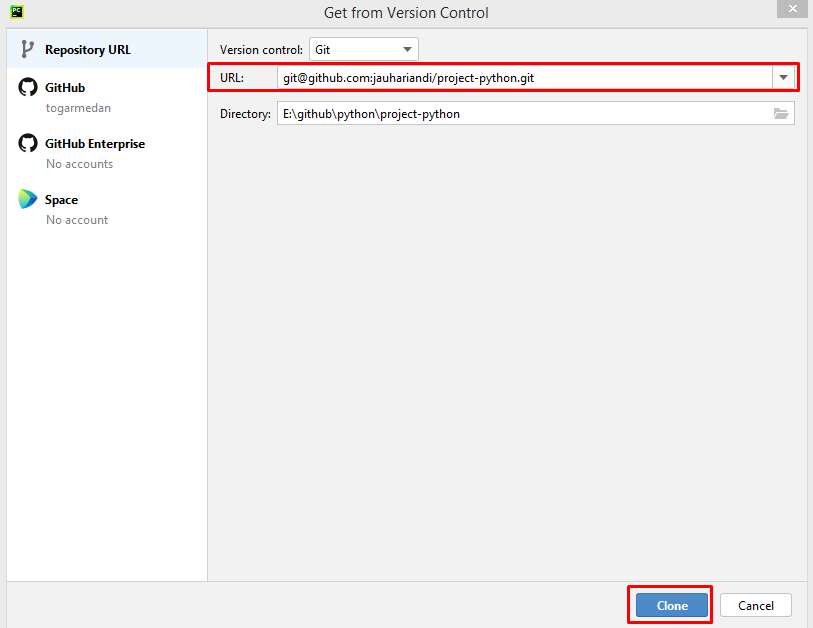 Get from Version Control
Repository URL
GitHub
togarmedan
GitHub Enterprise
No accounts
Space
No account
Version control: Git
URL: git@github.com:jauhariandi/project-python.git
Directory: E:\github\python\project-python
Clone Cancel